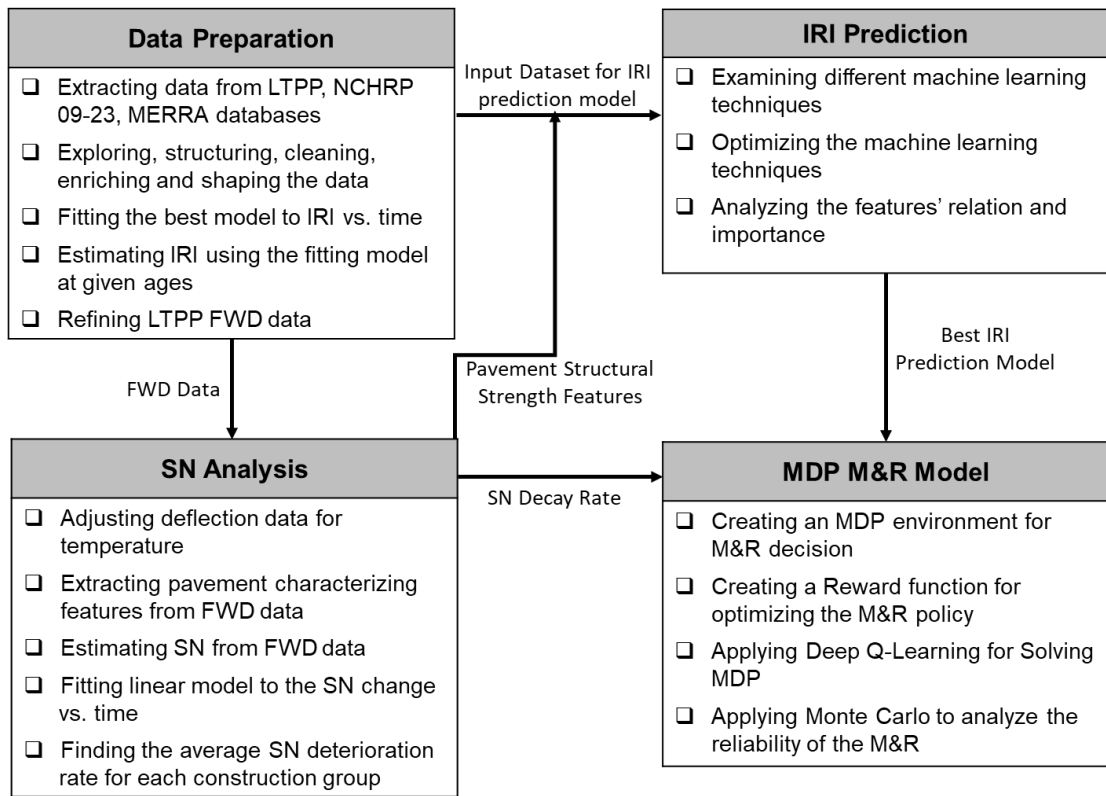 Data Preparation
❑ Extracting data from LTPP, NCHRP
09-23, MERRA databases
❑ Exploring, structuring, cleaning,
enriching and shaping the data
❑ Fitting the best model to IRI vs. time
❑ Estimating IRI using the fitting model
at given ages
❑ Refining LTPP FWD data
Input Dataset for IRI
prediction model
IRI Prediction
❑ Examining different machine learning
techniques
❑ Optimizing the machine learning
techniques
❑ Analyzing the features’ relation and
importance
FWD Data
Pavement Structural
Strength Features
Best IRI
Prediction Model
SN Analysis
❑ Adjusting deflection data for
temperature
❑ Extracting pavement characterizing
features from FWD data
❑ Estimating SN from FWD data
❑ Fitting linear model to the SN change
vs. time
❑ Finding the average SN deterioration
rate for each construction group
SN Decay Rate
MDP M&R Model
❑ Creating an MDP environment for
M&R decision
❑ Creating a Reward function for
optimizing the M&R policy
❑ Applying Deep Q-Learning for Solving
MDP
❑ Applying Monte Carlo to analyze the
reliability of the M&R